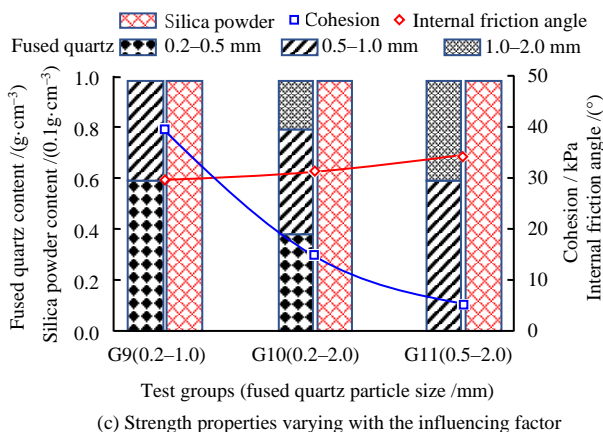 Silica powder Cohesion Internal friction angle
Fused quartz 0.2–0.5 mm 0.5–1.0 mm 1.0–2.0 mm
Fused quartz content /(g·cm⁻³)
Silica powder content /(0.1g·cm⁻³)
1.0
0.8
0.6
0.4
0.2
0.0
50
40
30
20
10
0
Cohesion / kPa
Internal friction angle /(°)
G9(0.2–1.0) G10(0.2–2.0) G11(0.5–2.0)
Test groups (fused quartz particle size /mm)
(c) Strength properties varying with the influencing factor